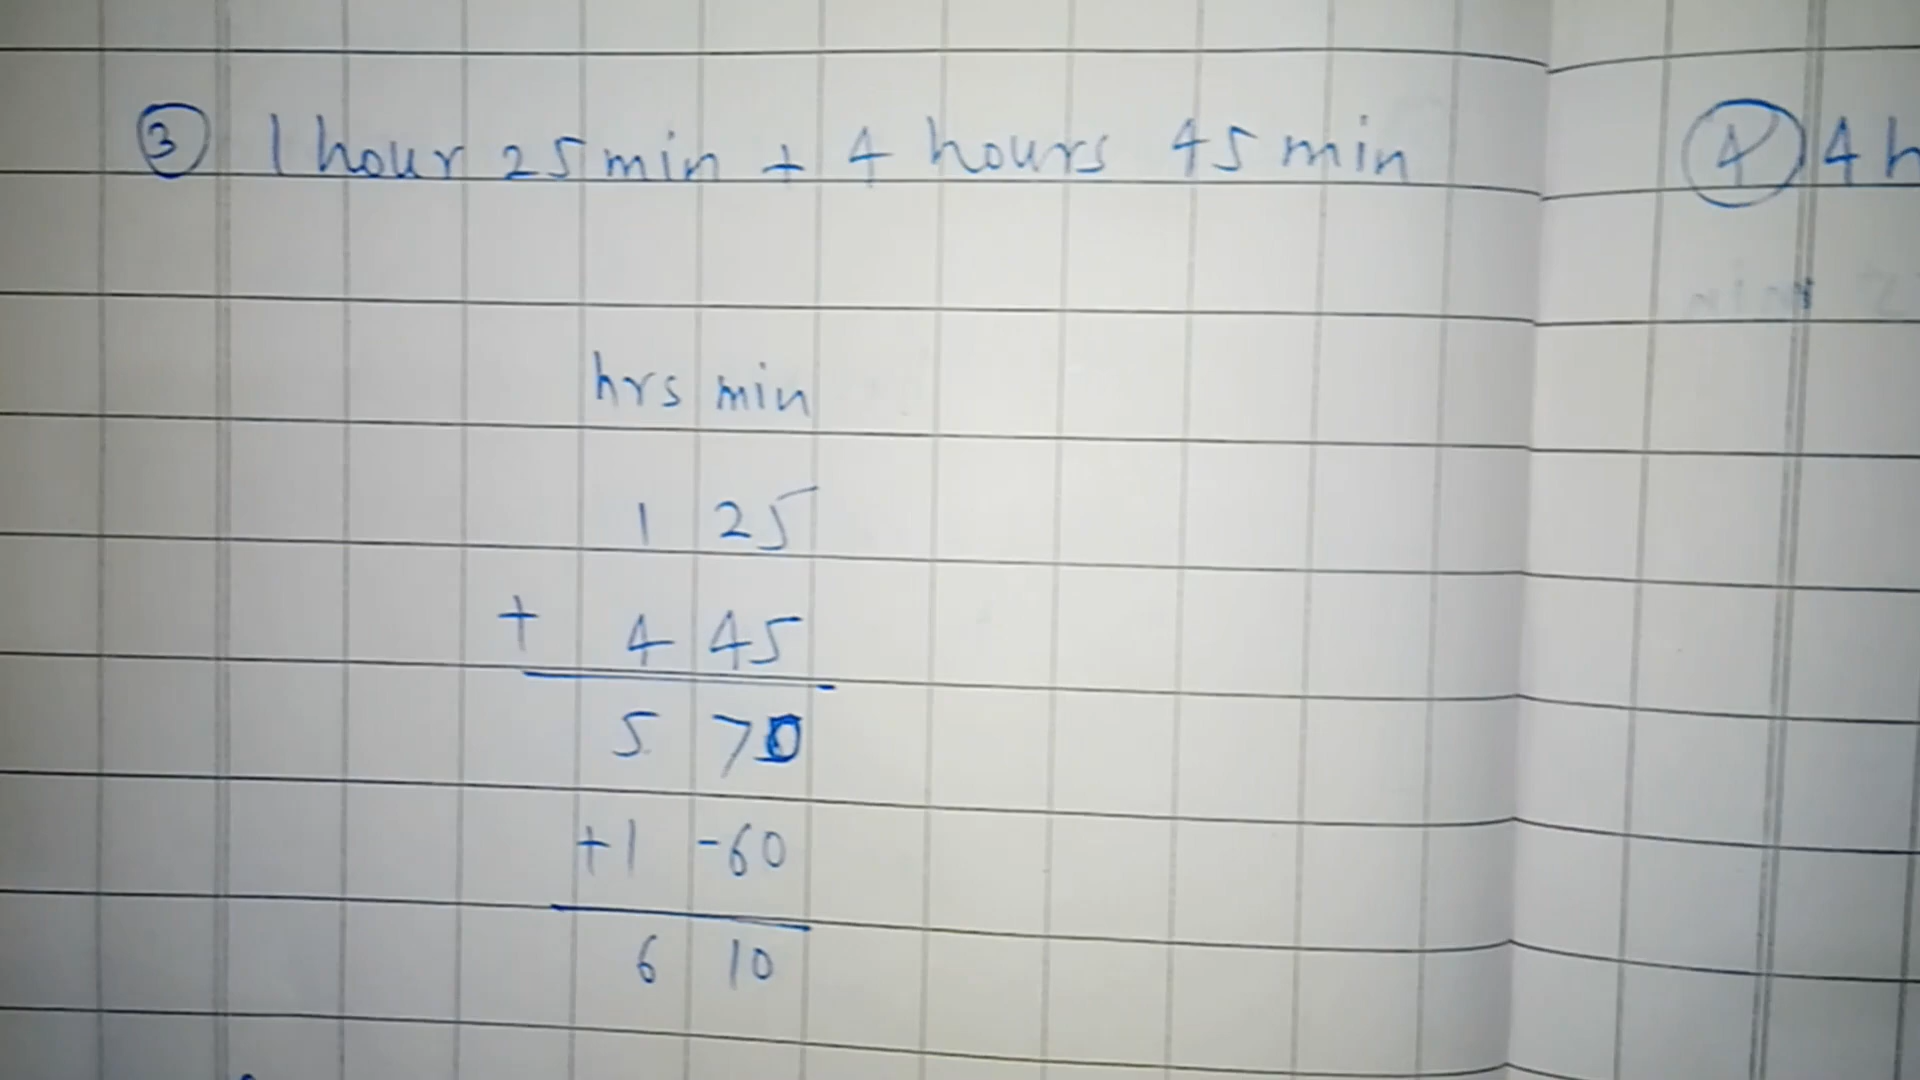 3 1 hour 25 min + 4 hours 45 min
4 4 h
hrs min
1 25
+ 4 45
5 70
+1 -60
6 10